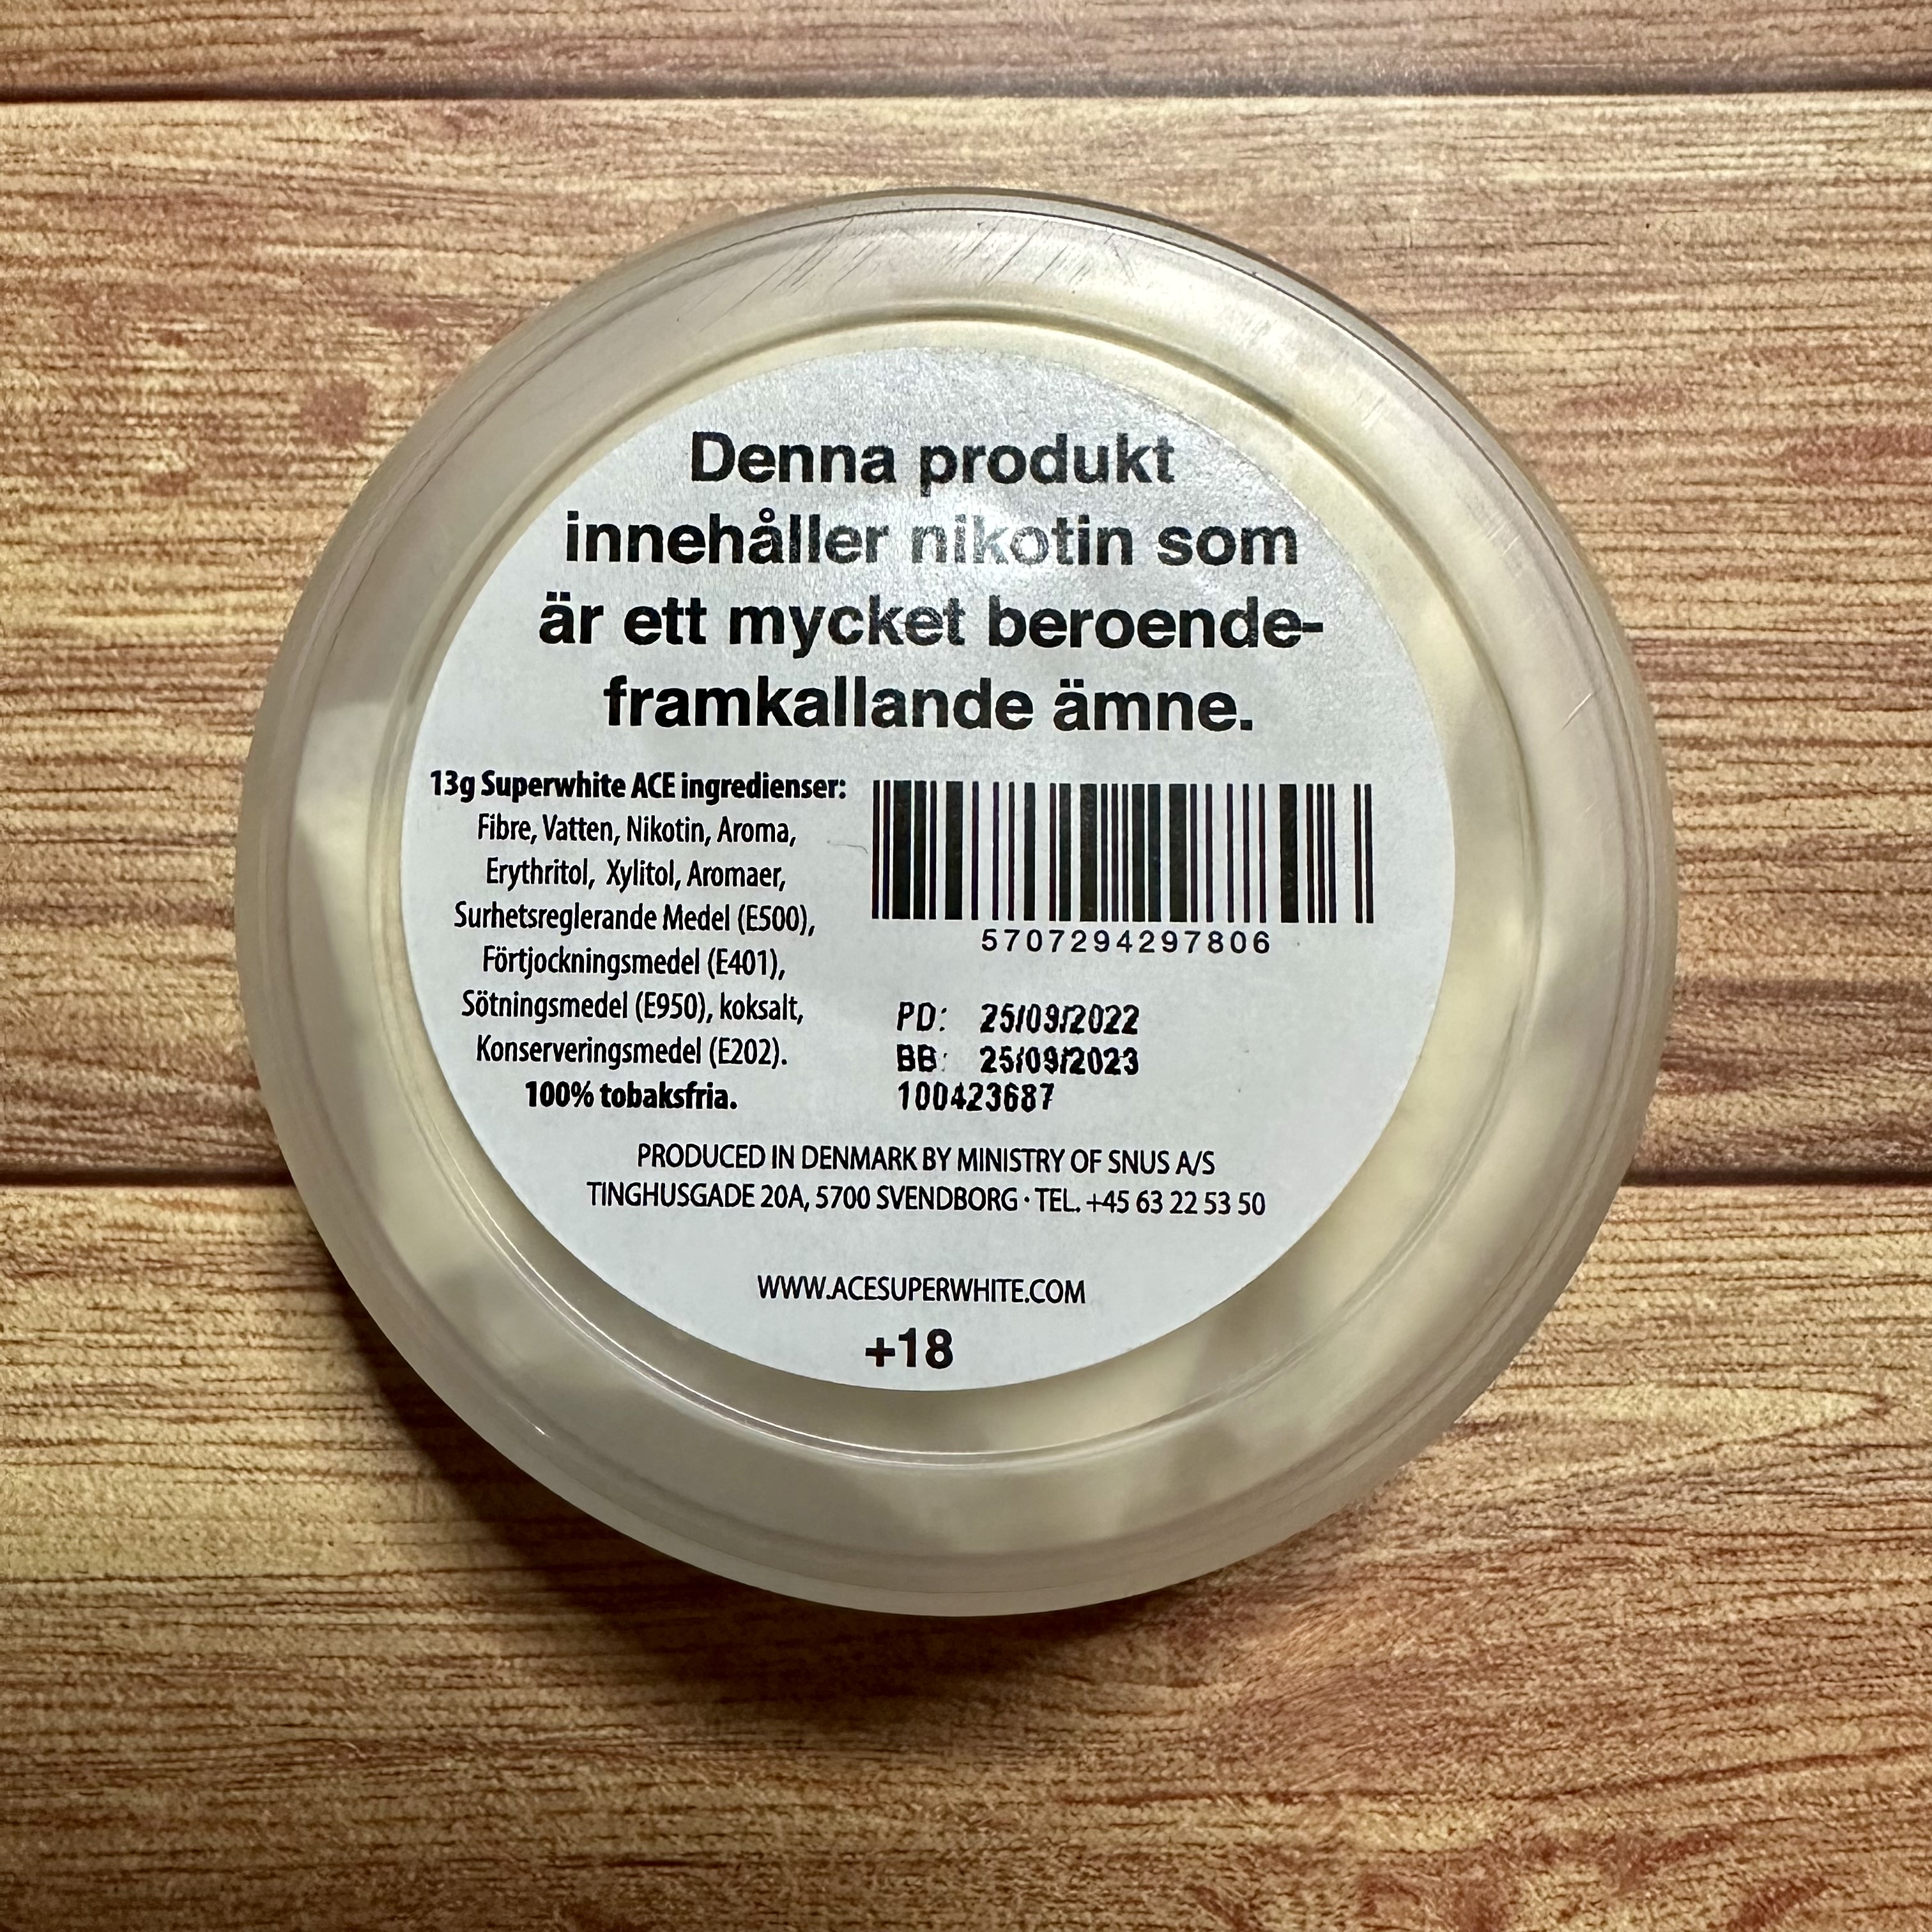 Denna produkt
innehåller nikotin som
är ett mycket beroende-
framkallande ämne.
13g Superwhite ACE ingredienser:
Fibre, Vatten, Nikotin, Aroma,
Erythritol, Xylitol, Aromaer,
Surhetsreglerande Medel (E500),
Förtjockningsmedel (E401),
Sötningsmedel (E950), koksalt,
Konserveringsmedel (E202).
100% tobaksfria.
5707294297806
PD: 25/09/2022
BB: 25/09/2023
100423687
PRODUCED IN DENMARK BY MINISTRY OF SNUS A/S
TINGHUSGADE 20A, 5700 SVENDBORG · TEL. +45 63 22 53 50
WWW.ACESUPERWHITE.COM
+18